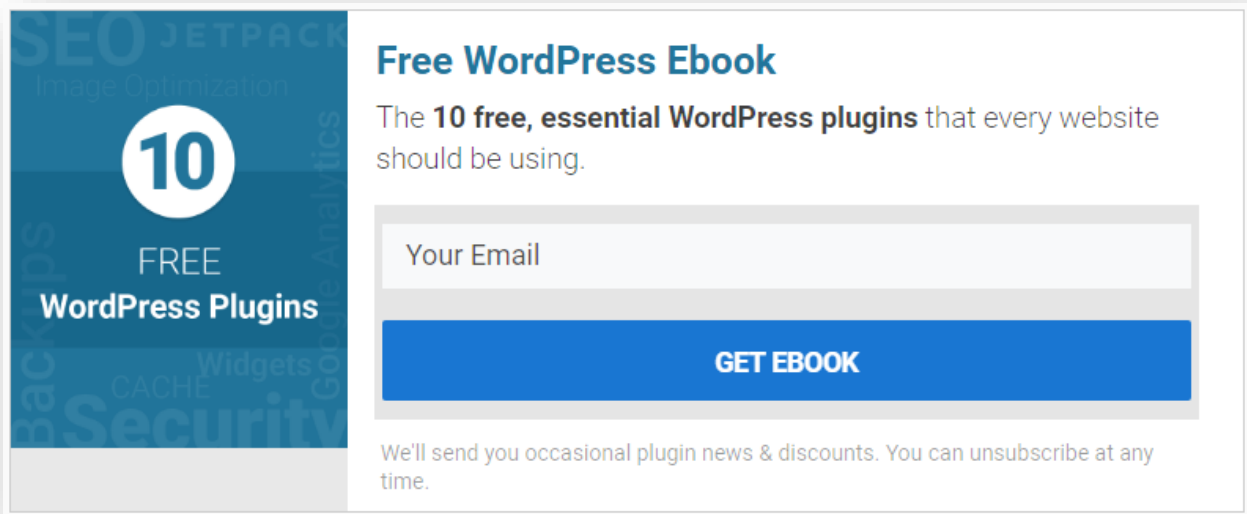 SEO JETPACK
Image Optimization
10
FREE
WordPress Plugins
Backups
Google Analytics
Widgets
CACHE
Security
Free WordPress Ebook
The 10 free, essential WordPress plugins that every website
should be using.
Your Email
GET EBOOK
We'll send you occasional plugin news & discounts. You can unsubscribe at any
time.